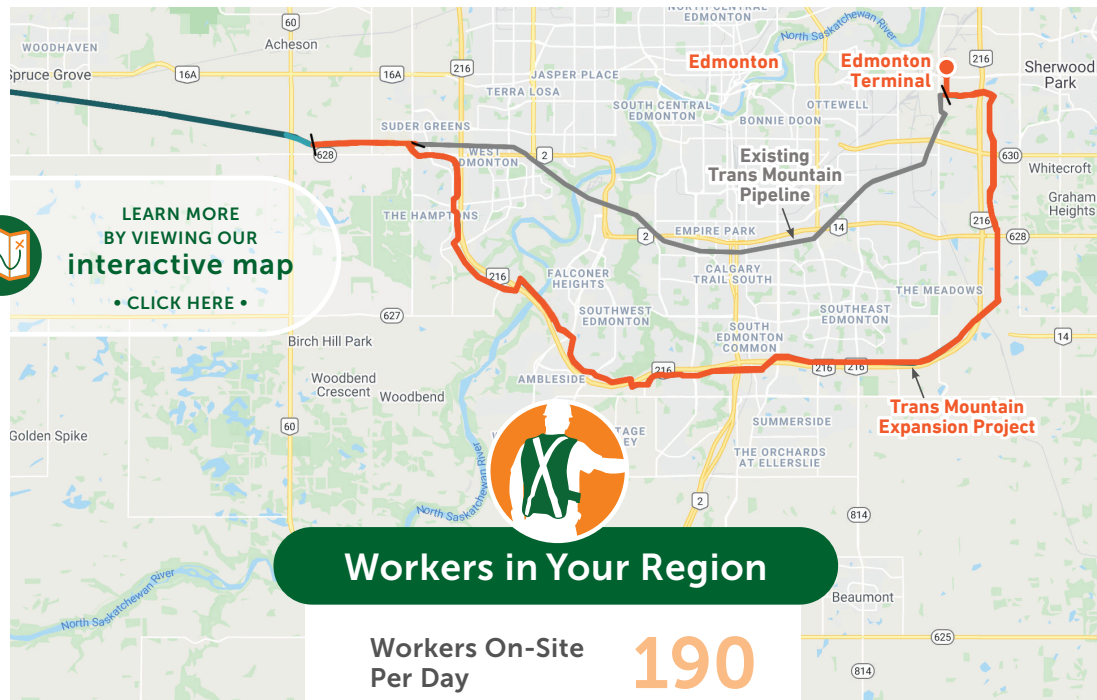 NORTH CENTRAL
EDMONTON
60
Acheson
WOODHAVEN
Spruce Grove
16A
16A
216
JASPER PLACE
TERRA LOSA
North Saskatchewan River
Edmonton
Edmonton
Terminal
216
Sherwood
Park
SOUTH CENTRAL
EDMONTON
OTTEWELL
BONNIE DOON
SUDER GREENS
628
WEST
EDMONTON
2
Existing
Trans Mountain
Pipeline
630
Whitecroft
Graham
Heights
LEARN MORE
BY VIEWING OUR
interactive map
• CLICK HERE •
THE HAMPTONS
2
EMPIRE PARK
14
216
628
216
FALCONER
HEIGHTS
CALGARY
TRAIL SOUTH
THE MEADOWS
627
SOUTHWEST
EDMONTON
SOUTH
EDMONTON
COMMON
SOUTHEAST
EDMONTON
14
Birch Hill Park
Woodbend
Crescent
Woodbend
AMBLESIDE
216
216
216
Trans Mountain
Expansion Project
60
Golden Spike
SUMMERSIDE
THE ORCHARDS
AT ELLERSLIE
North Saskatchewan River
2
814
Workers in Your Region
North Saskatchewan River
Beaumont
Workers On-Site
Per Day
190
625
814